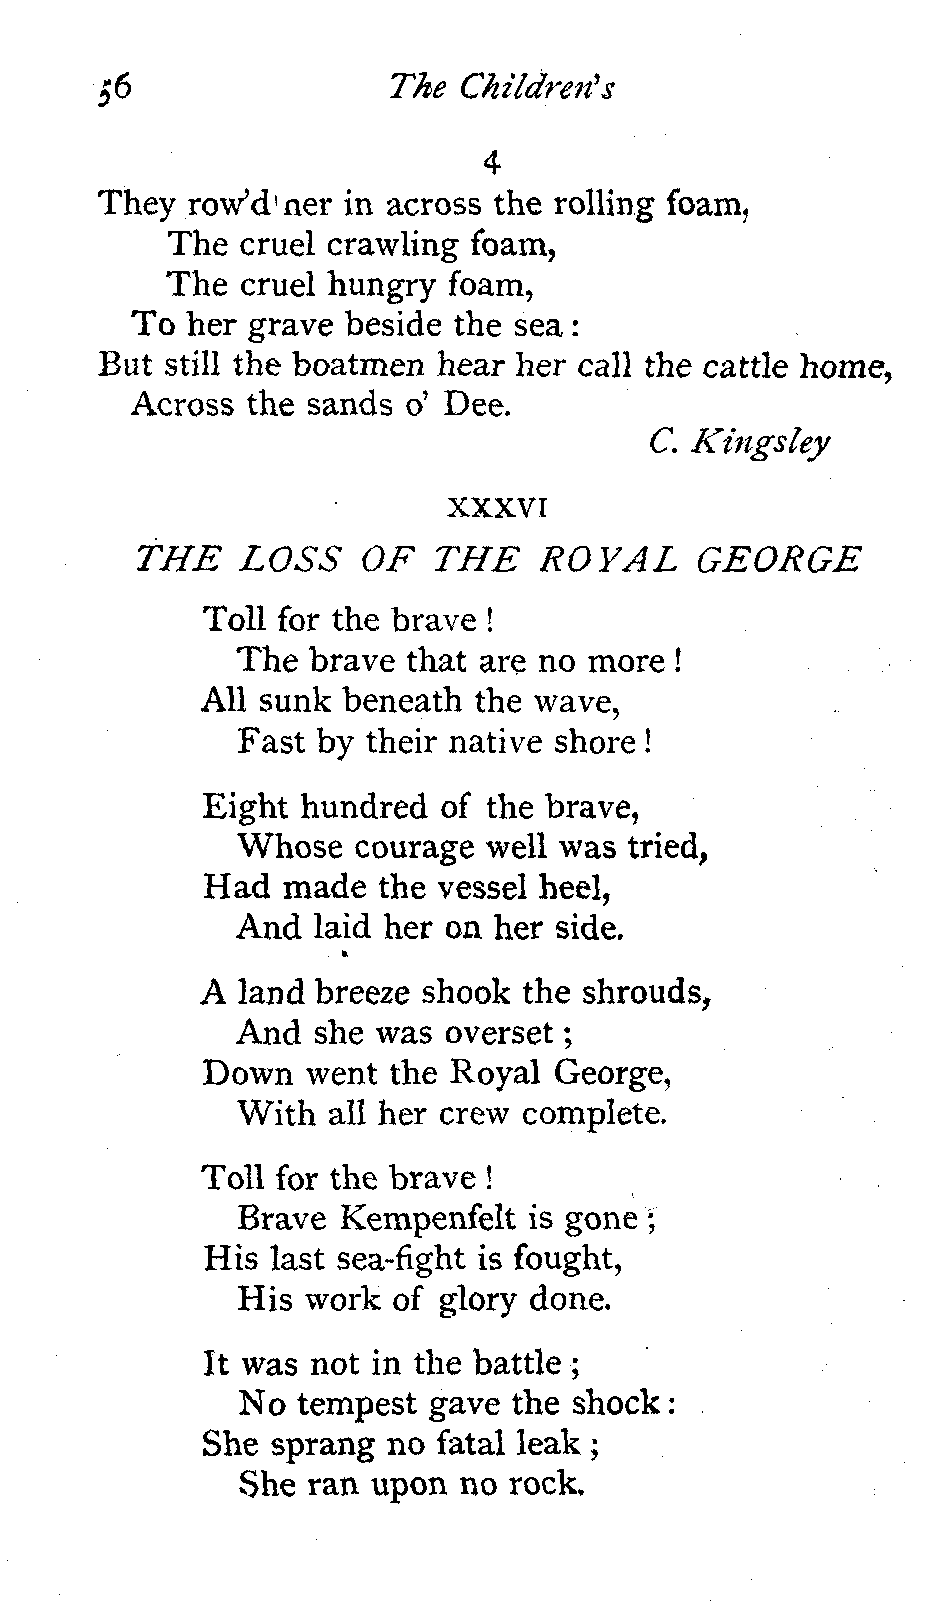 56 The Children's
4
They row'd her in across the rolling foam,
The cruel crawling foam,
The cruel hungry foam,
To her grave beside the sea :
But still the boatmen hear her call the cattle home,
Across the sands o' Dee.
C. Kingsley
XXXVI
THE LOSS OF THE ROYAL GEORGE
Toll for the brave !
The brave that are no more !
All sunk beneath the wave,
Fast by their native shore !
Eight hundred of the brave,
Whose courage well was tried,
Had made the vessel heel,
And laid her on her side.
A land breeze shook the shrouds,
And she was overset ;
Down went the Royal George,
With all her crew complete.
Toll for the brave !
Brave Kempenfelt is gone ;
His last sea-fight is fought,
His work of glory done.
It was not in the battle ;
No tempest gave the shock :
She sprang no fatal leak ;
She ran upon no rock.